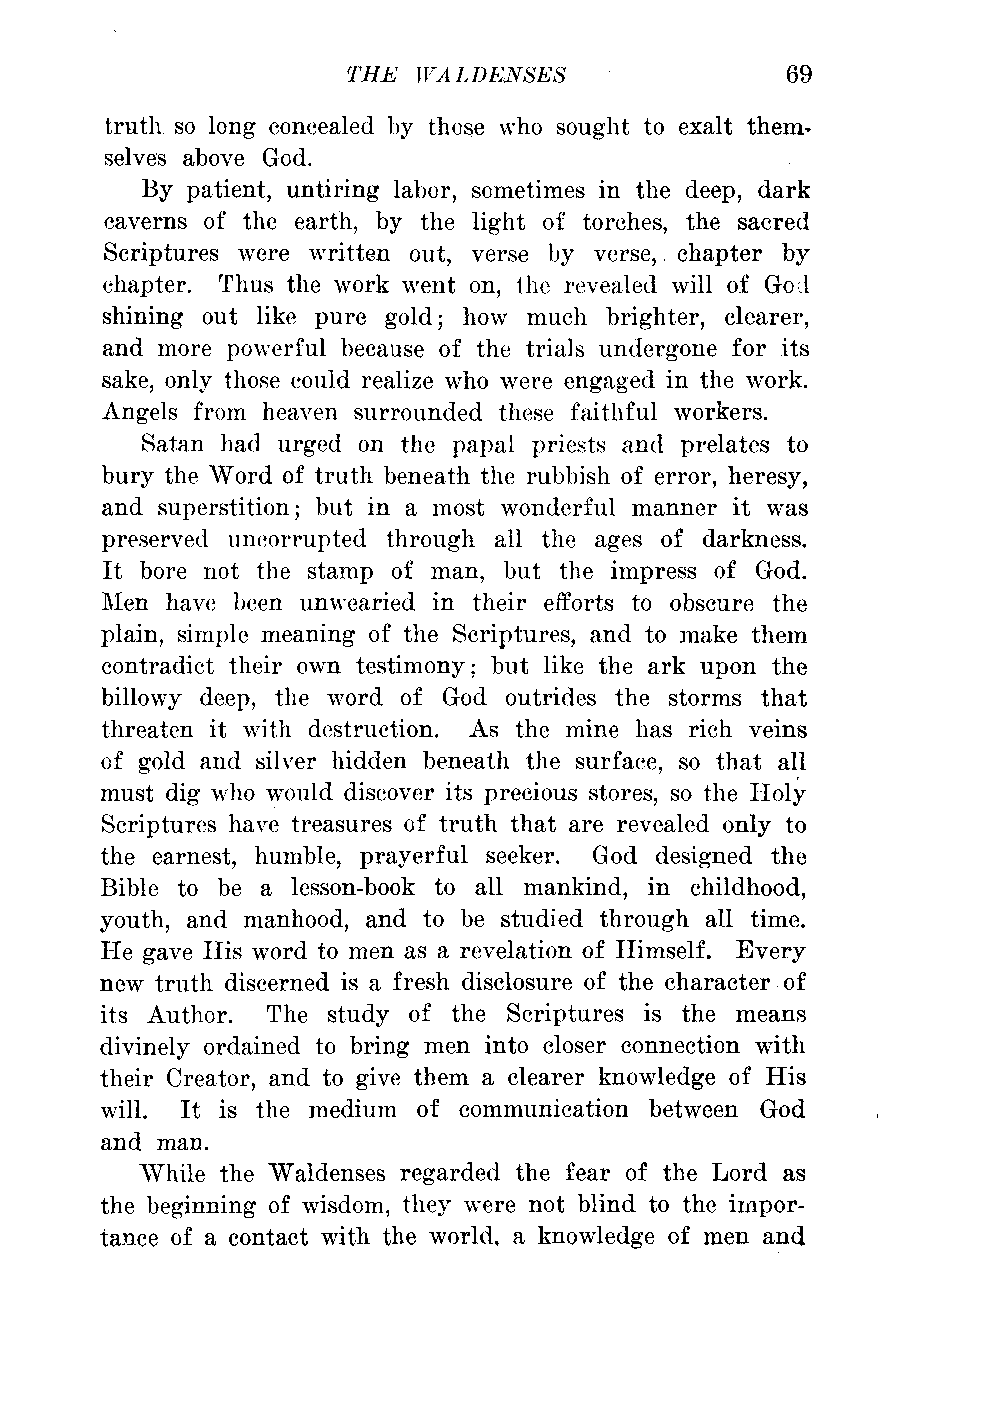 THE WALDENSES 69
truth so long concealed by those who sought to exalt them-
selves above God.
By patient, untiring labor, sometimes in the deep, dark
caverns of the earth, by the light of torches, the sacred
Scriptures were written out, verse by verse, chapter by
chapter. Thus the work went on, the revealed will of God
shining out like pure gold; how much brighter, clearer,
and more powerful because of the trials undergone for its
sake, only those could realize who were engaged in the work.
Angels from heaven surrounded these faithful workers.
Satan had urged on the papal priests and prelates to
bury the Word of truth beneath the rubbish of error, heresy,
and superstition; but in a most wonderful manner it was
preserved uncorrupted through all the ages of darkness.
It bore not the stamp of man, but the impress of God.
Men have been unwearied in their efforts to obscure the
plain, simple meaning of the Scriptures, and to make them
contradict their own testimony; but like the ark upon the
billowy deep, the word of God outrides the storms that
threaten it with destruction. As the mine has rich veins
of gold and silver hidden beneath the surface, so that all
must dig who would discover its precious stores, so the Holy
Scriptures have treasures of truth that are revealed only to
the earnest, humble, prayerful seeker. God designed the
Bible to be a lesson-book to all mankind, in childhood,
youth, and manhood, and to be studied through all time.
He gave His word to men as a revelation of Himself. Every
new truth discerned is a fresh disclosure of the character of
its Author. The study of the Scriptures is the means
divinely ordained to bring men into closer connection with
their Creator, and to give them a clearer knowledge of His
will. It is the medium of communication between God
and man.
While the Waldenses regarded the fear of the Lord as
the beginning of wisdom, they were not blind to the impor-
tance of a contact with the world, a knowledge of men and